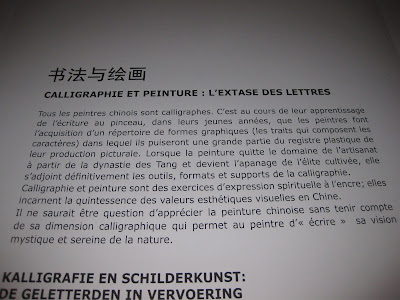 书法与绘画
CALLIGRAPHIE ET PEINTURE : L'EXTASE DES LETTRES
Tous les peintres chinois sont calligraphes. C'est au cours de leur apprentissage
de l'écriture au pinceau, dans leurs jeunes années, que les peintres font
l'acquisition d'un répertoire de formes graphiques (les traits qui composent les
caractères) dans lequel ils puiseront une grande partie du registre plastique de
leur production picturale. Lorsque la peinture quitte le domaine de l'artisanat
à partir de la dynastie des Tang et devient l'apanage de l'élite cultivée, elle
s'adjoint définitivement les outils, formats et supports de la calligraphie.
Calligraphie et peinture sont des exercices d'expression spirituelle à l'encre; elles
incarnent la quintessence des valeurs esthétiques visuelles en Chine.
Il ne saurait être question d'apprécier la peinture chinoise sans tenir compte
de sa dimension calligraphique qui permet au peintre d'« écrire » sa vision
mystique et sereine de la nature.
KALLIGRAFIE EN SCHILDERKUNST:
DE GELETTERDEN IN VERVOERING